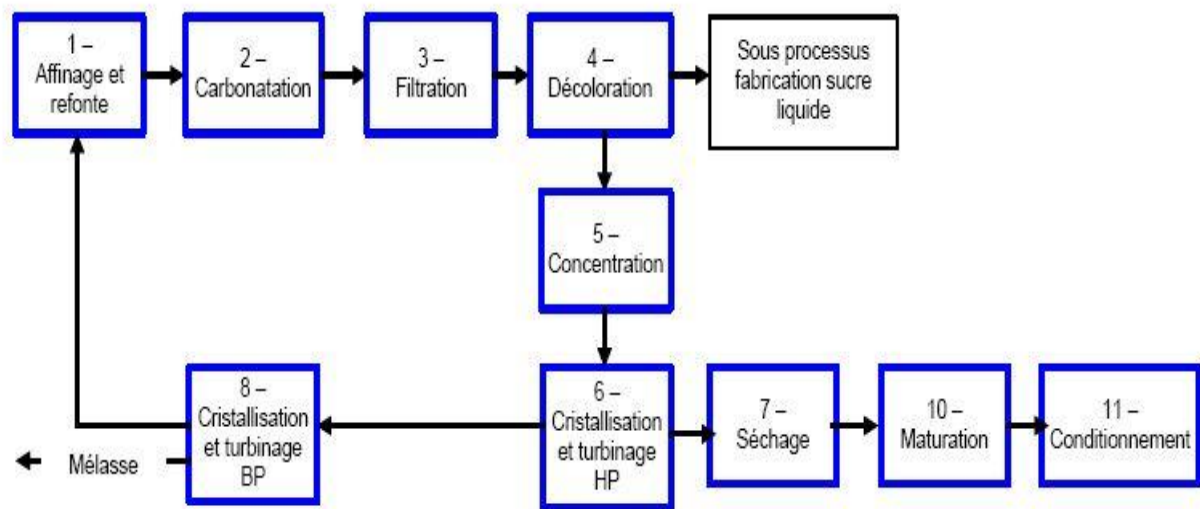 1 –
Affinage et
refonte
2 –
Carbonatation
3 –
Filtration
4 –
Décoloration
Sous processus
fabrication sucre
liquide
5 –
Concentration
8 –
Cristallisation
et turbinage
BP
6 –
Cristallisation
et turbinage
HP
7 –
Séchage
10 –
Maturation
11 –
Conditionnement
Mélasse